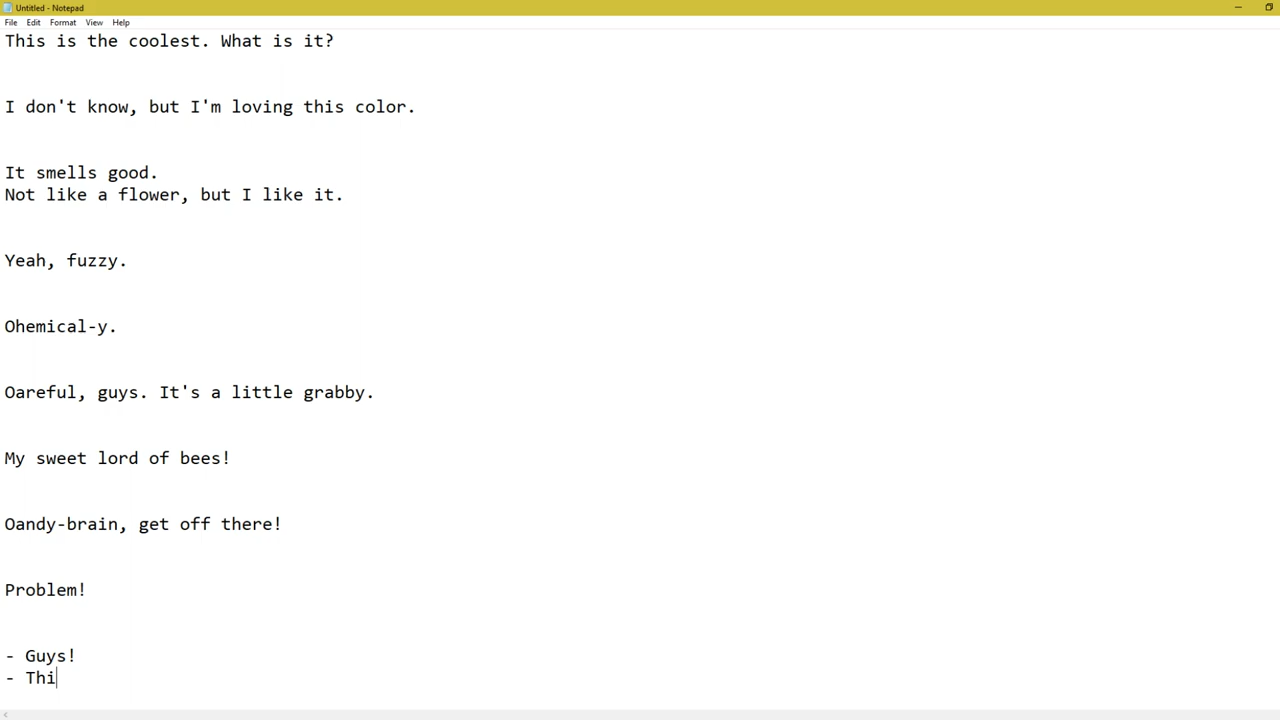 Untitled - Notepad
File Edit Format View Help
This is the coolest. What is it?
I don't know, but I'm loving this color.
It smells good.
Not like a flower, but I like it.
Yeah, fuzzy.
Ohemical-y.
Oareful, guys. It's a little grabby.
My sweet lord of bees!
Oandy-brain, get off there!
Problem!
- Guys!
- Thi